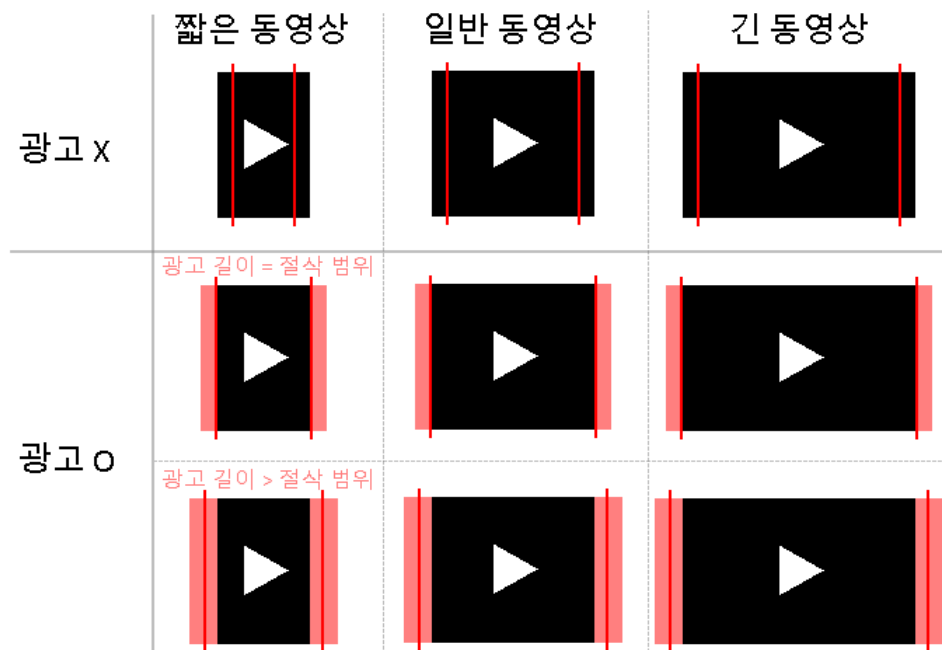 짧은 동영상
일반 동영상
긴 동영상
광고 X
광고 길이 = 절삭 범위
광고 O
광고 길이 > 절삭 범위